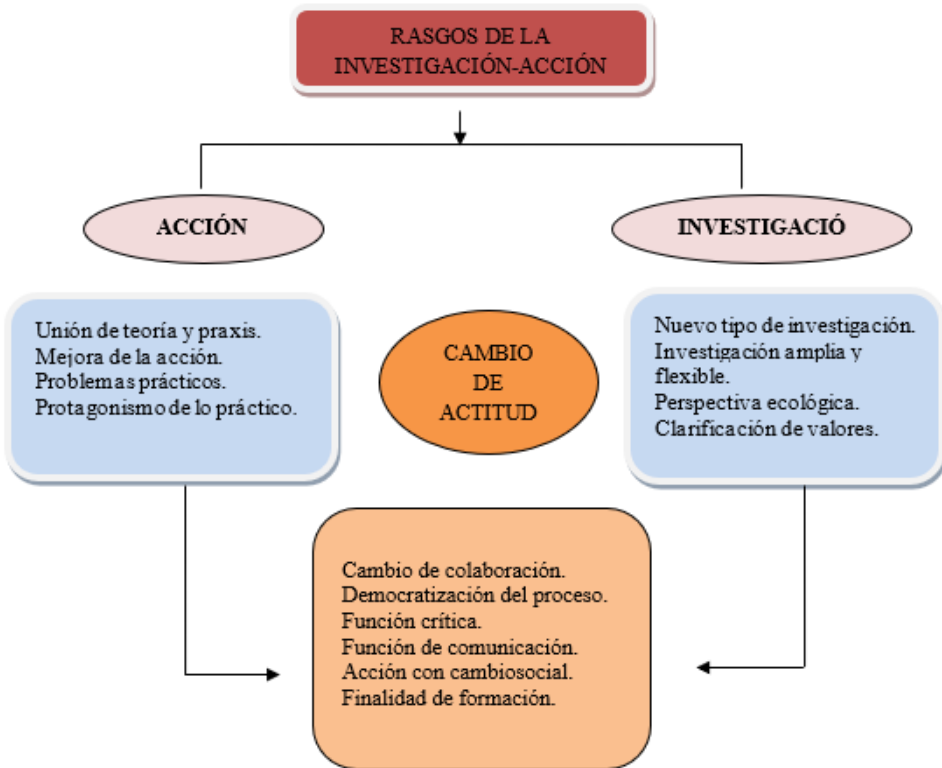 RASGOS DE LA
INVESTIGACIÓN-ACCIÓN
ACCIÓN
INVESTIGACIÓ
Unión de teoría y praxis.
Mejora de la acción.
Problemas prácticos.
Protagonismo de lo práctico.
CAMBIO
DE
ACTITUD
Nuevo tipo de investigación.
Investigación amplia y
flexible.
Perspectiva ecológica.
Clarificación de valores.
Cambio de colaboración.
Democratización del proceso.
Función crítica.
Función de comunicación.
Acción con cambiosocial.
Finalidad de formación.